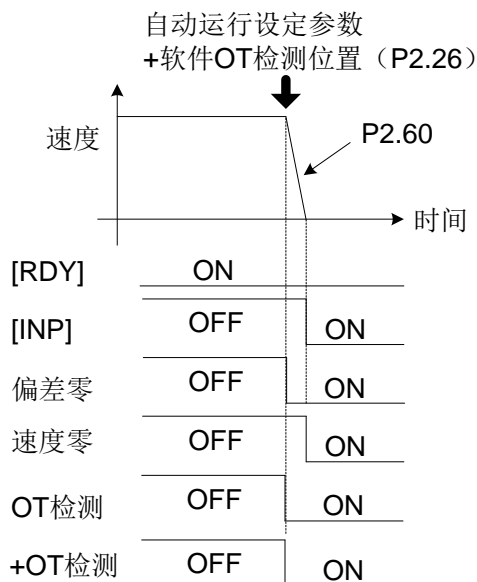 自动运行设定参数
+软件OT检测位置（P2.26）
速度
P2.60
时间
[RDY] ON
[INP] OFF ON
偏差零 OFF ON
速度零 OFF ON
OT检测 OFF ON
+OT检测 OFF ON